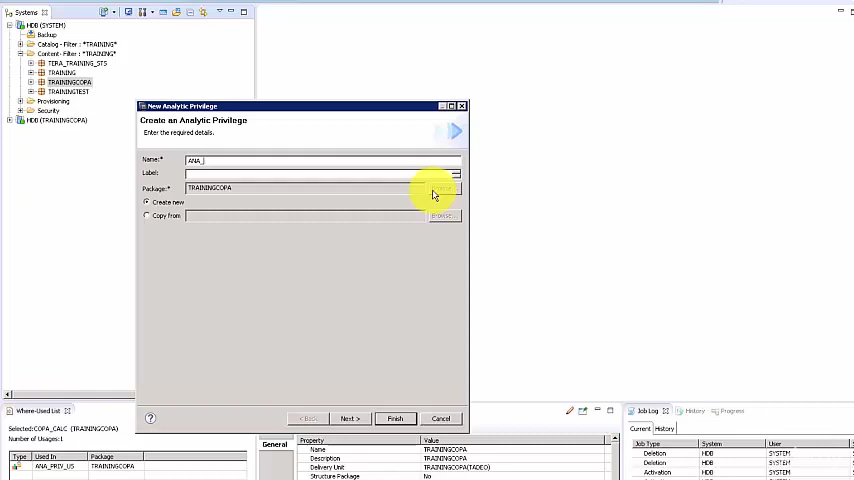 Systems
HDB (SYSTEM)
Backup
Catalog - Filter : *TRAINING*
Content- Filter : *TRAINING*
TERA_TRAINING_STS
TRAINING
TRAININGCOPA
TRAININGTEST
Provisioning
Security
HDB (TRAININGCOPA)
New Analytic Privilege
Create an Analytic Privilege
Enter the required details.
Name:* ANA_
Label:
Package:* TRAININGCOPA
Create new
Copy from Browse...
< Back Next > Finish Cancel
Where-Used List
Selected:COPA_CALC (TRAININGCOPA)
Number of Usages:1
Type Used In Package
ANA_PRIV_US TRAININGCOPA
General
Property Value
Name TRAININGCOPA
Description TRAININGCOPA
Delivery Unit TRAININGCOPA(TADEO)
Structure Package No
Job Log History Progress
Current History
Job Type System User
Deletion HDB SYSTEM
Deletion HDB SYSTEM
Activation HDB SYSTEM